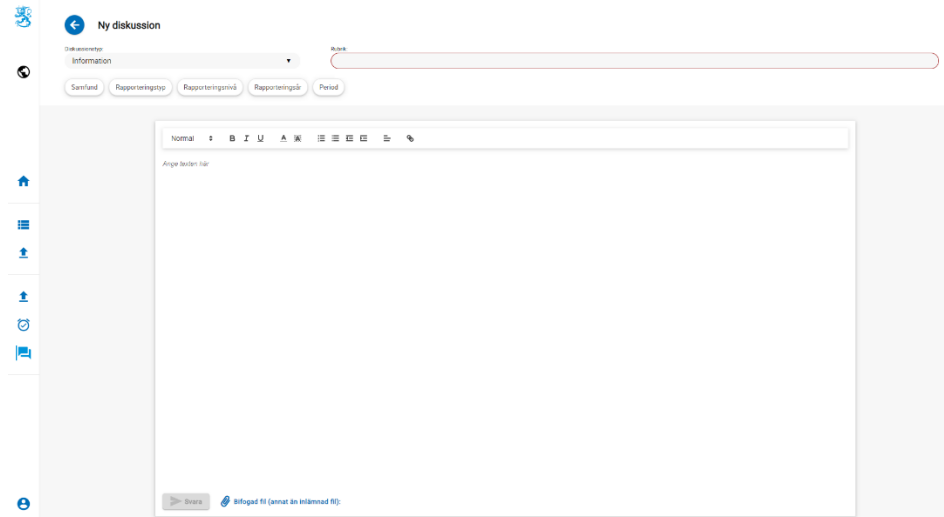 Ny diskussion
Diskussionstyp Rubrik
Information
Samfund Rapporteringstyp Rapporteringsnivå Rapporteringsår Period
Normal B I U A
Ange texten här
Svara Bifogad fil (annat än inlämnad fil):